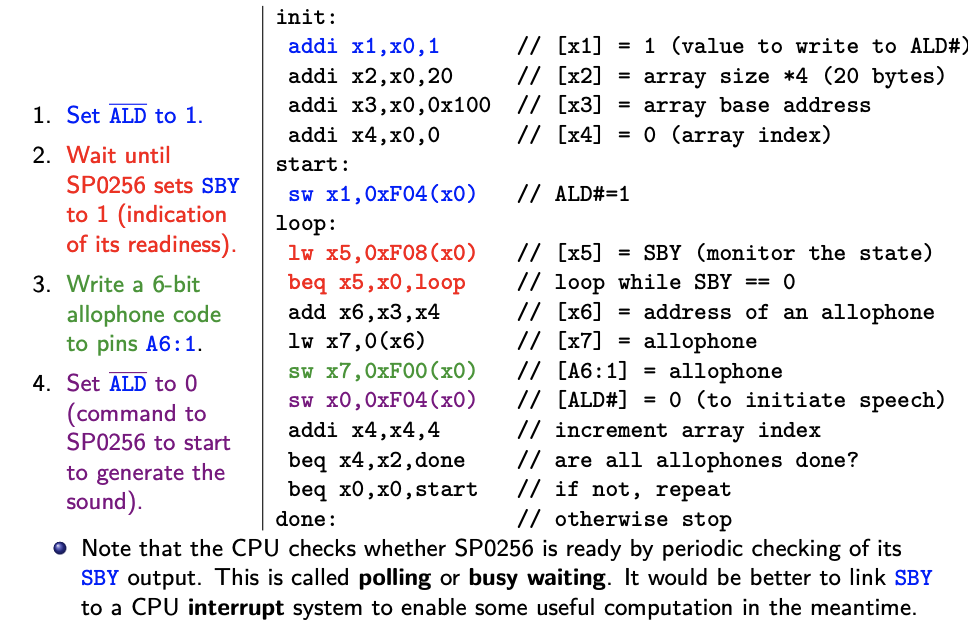 1. Set A̅L̅D̅ to 1.
2. Wait until
SP0256 sets SBY
to 1 (indication
of its readiness).
3. Write a 6-bit
allophone code
to pins A6:1.
4. Set A̅L̅D̅ to 0
(command to
SP0256 to start
to generate the
sound).
init:
addi x1,x0,1 // [x1] = 1 (value to write to ALD#)
addi x2,x0,20 // [x2] = array size *4 (20 bytes)
addi x3,x0,0x100 // [x3] = array base address
addi x4,x0,0 // [x4] = 0 (array index)
start:
sw x1,0xF04(x0) // ALD#=1
loop:
lw x5,0xF08(x0) // [x5] = SBY (monitor the state)
beq x5,x0,loop // loop while SBY == 0
add x6,x3,x4 // [x6] = address of an allophone
lw x7,0(x6) // [x7] = allophone
sw x7,0xF00(x0) // [A6:1] = allophone
sw x0,0xF04(x0) // [ALD#] = 0 (to initiate speech)
addi x4,x4,4 // increment array index
beq x4,x2,done // are all allophones done?
beq x0,x0,start // if not, repeat
done: // otherwise stop
Note that the CPU checks whether SP0256 is ready by periodic checking of its
SBY output. This is called polling or busy waiting. It would be better to link SBY
to a CPU interrupt system to enable some useful computation in the meantime.